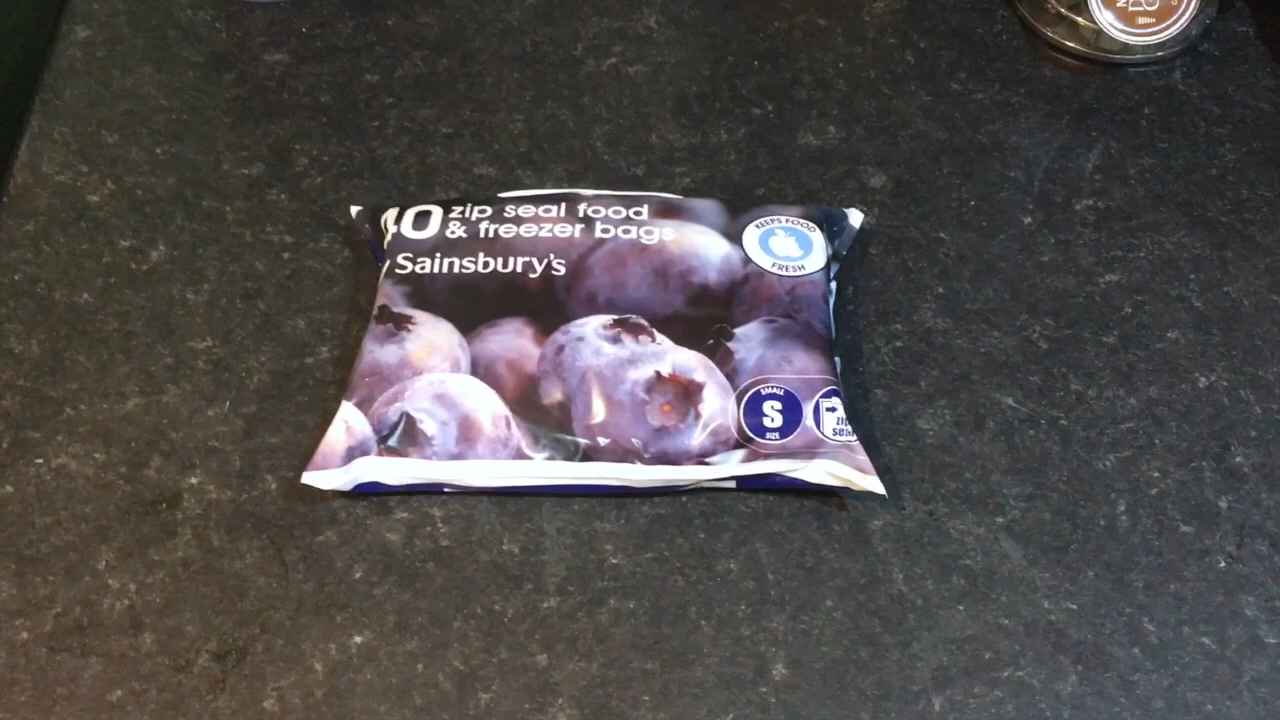 40 zip seal food
& freezer bags
Sainsbury's
KEEPS FOOD
FRESH
SMALL
S
SIZE
zip
seal